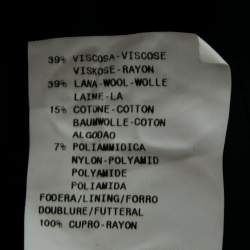 39% VISCOSA-VISCOSE
VISKOSE-RAYON
39% LANA-WOOL-WOLLE
LAINE-LA
15% COTONE-COTTON
BAUMWOLLE-COTON
ALGODAO
7% POLIAMMIDICA
NYLON-POLYAMID
POLYAMIDE
POLIAMIDA
FODERA/LINING/FORRO
DOUBLURE/FUTTERAL
100% CUPRO-RAYON